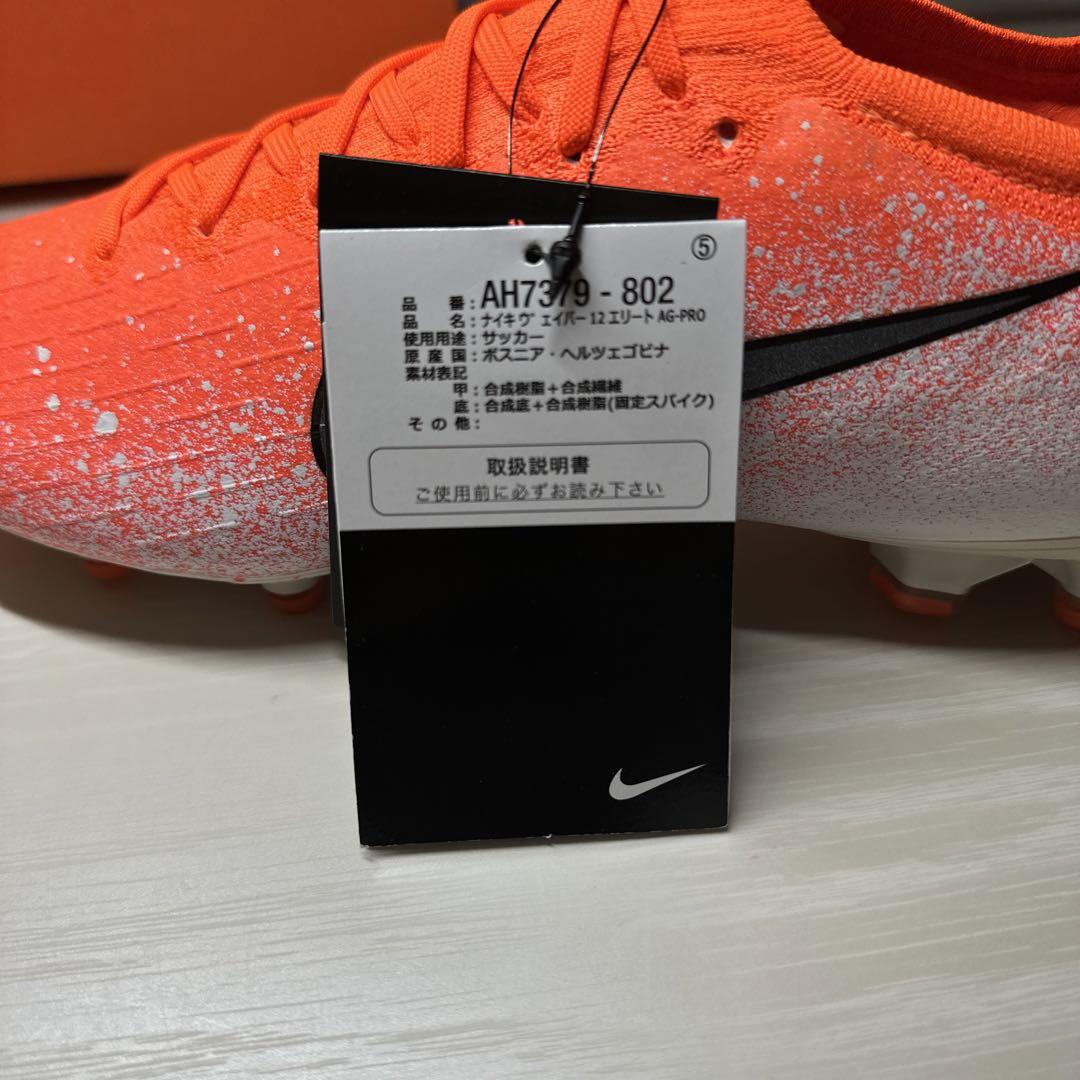 ⑤
品 番：AH7379 - 802
品 名：ナイキ ヴェイパー 12 エリート AG-PRO
使用用途：サッカー
原 産 国：ボスニア・ヘルツェゴビナ
素材表記
甲：合成樹脂＋合成繊維
底：合成底＋合成樹脂(固定スパイク)
そ の 他：
取扱説明書
ご使用前に必ずお読み下さい